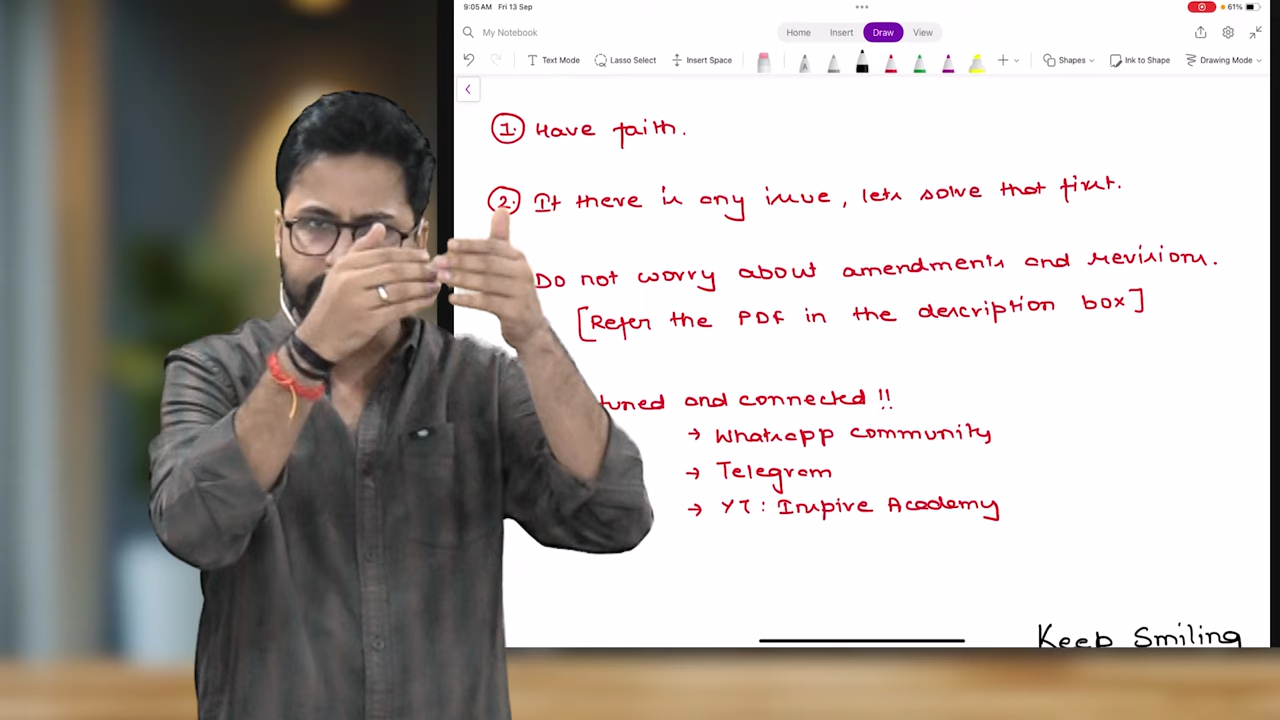 9:05 AM Fri 13 Sep
61%
My Notebook
Home Insert Draw View
Text Mode Lasso Select Insert Space Shapes Ink to Shape Drawing Mode
1. Have faith.
2. If there is any issue, lets solve that first.
Do not worry about amendments and revisions.
[Refer the PDF in the description box]
tuned and connected !!
→ Whatsapp community
→ Telegram
→ YT: Inspire Academy
Keep Smiling